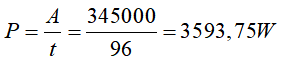 P = A/t = 345000/96 = 3593,75W